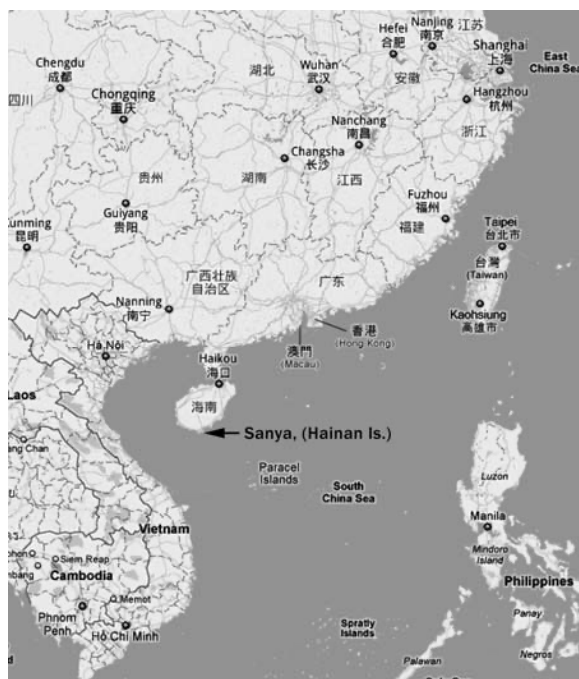 Nanjing
南京
江苏
Hefei
合肥
Shanghai
上海
East
China Sea
Chengdu
成都
湖北
Wuhan
武汉
安徽
四川
Chongqing
重庆
Hangzhou
杭州
浙江
Nanchang
南昌
Changsha
长沙
贵州
湖南
江西
Guiyang
贵阳
Fuzhou
福州
福建
Kunming
昆明
Taipei
台北市
台灣
(Taiwan)
广西壮族
自治区
广东
Nanning
南宁
Kaohsiung
高雄市
香港
(Hong Kong)
澳門
(Macau)
Hà Nội
Haikou
海口
海南
Laos
Sanya, (Hainan Is.)
ang Chan
Paracel
Islands
South
China Sea
Luzon
Manila
Vietnam
Mindoro
Island
phon
Siem Reap
mbang
Cambodia
Philippines
Memot
Phnom
Penh
Hồ Chí Minh
Spratly
Islands
Panay
Palawan
Negros